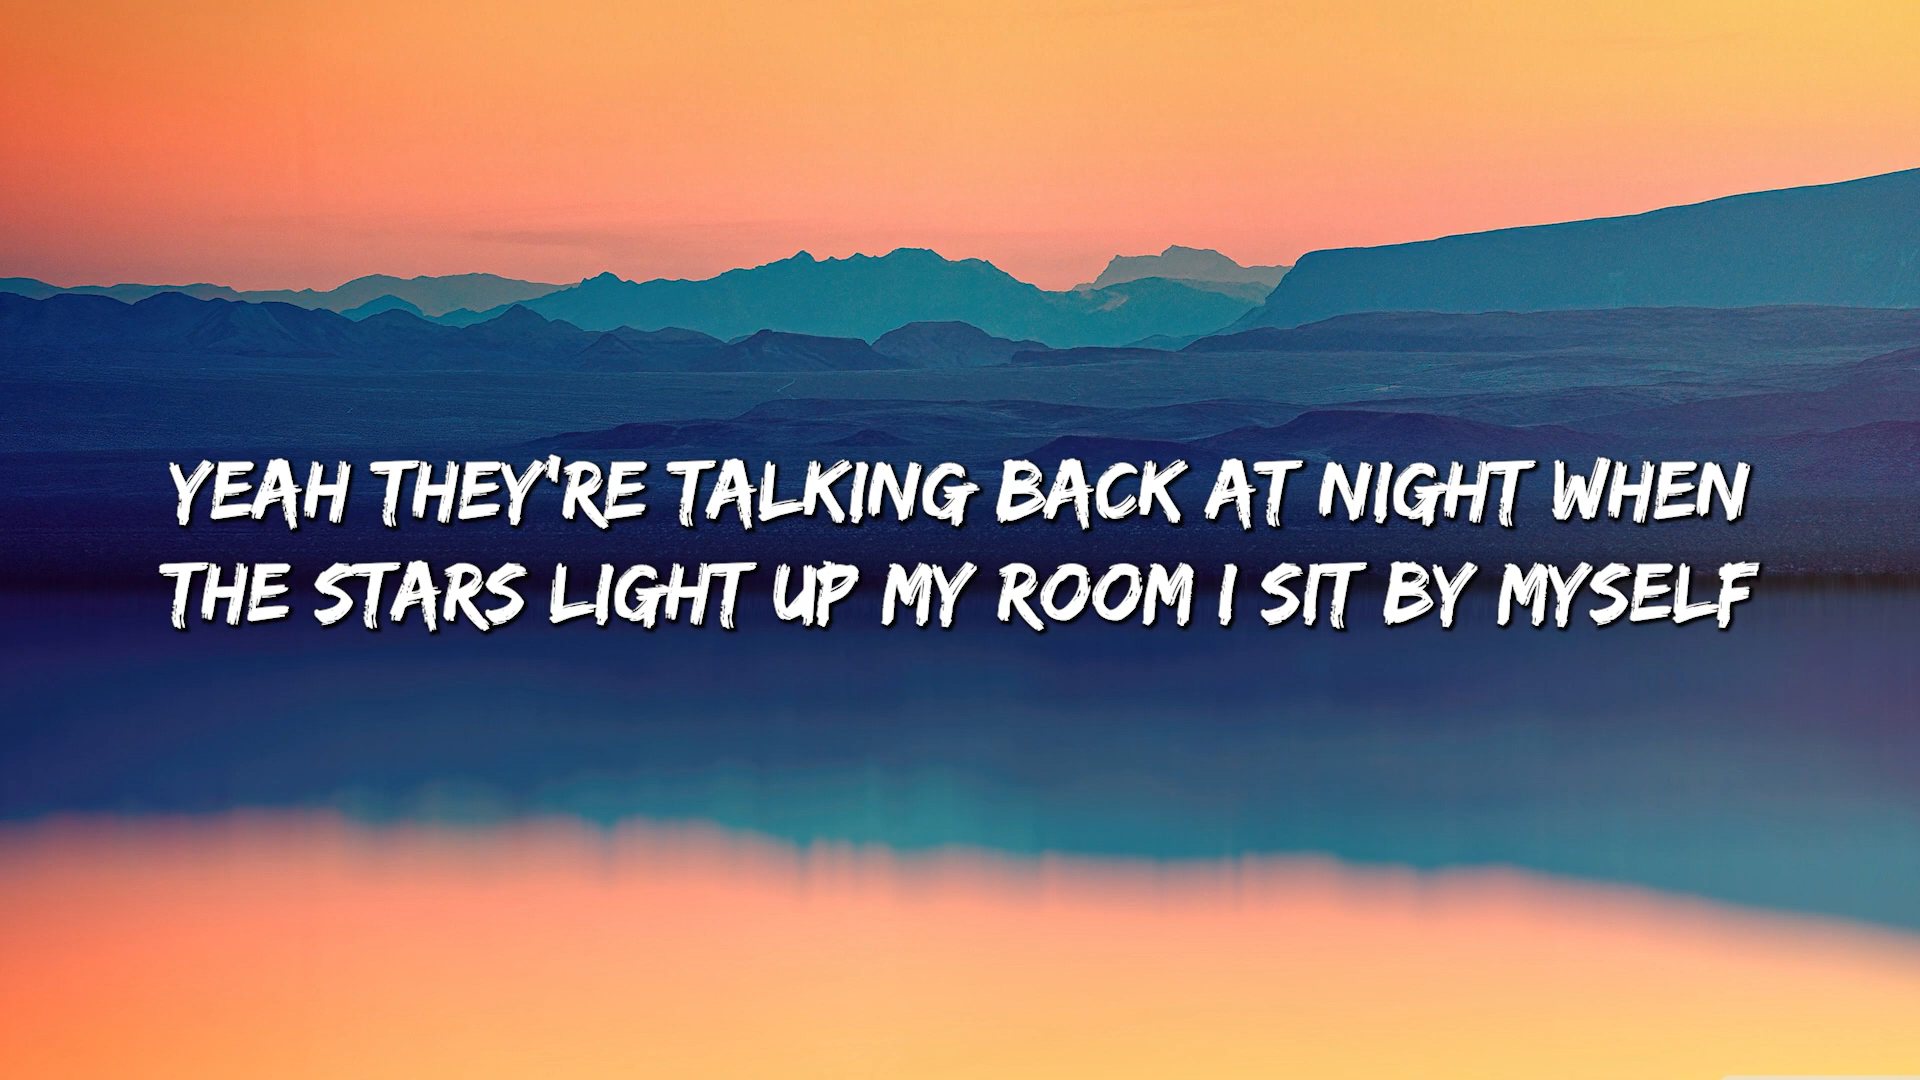 YEAH THEY'RE TALKING BACK AT NIGHT WHEN
THE STARS LIGHT UP MY ROOM I SIT BY MYSELF